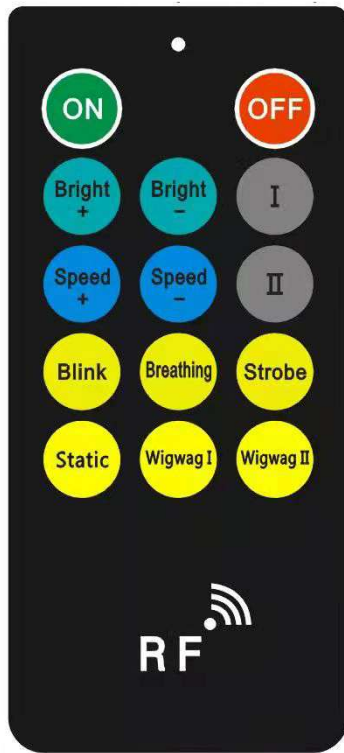 ON OFF
Bright + Bright - I
Speed + Speed - II
Blink Breathing Strobe
Static Wigwag I Wigwag II
RF